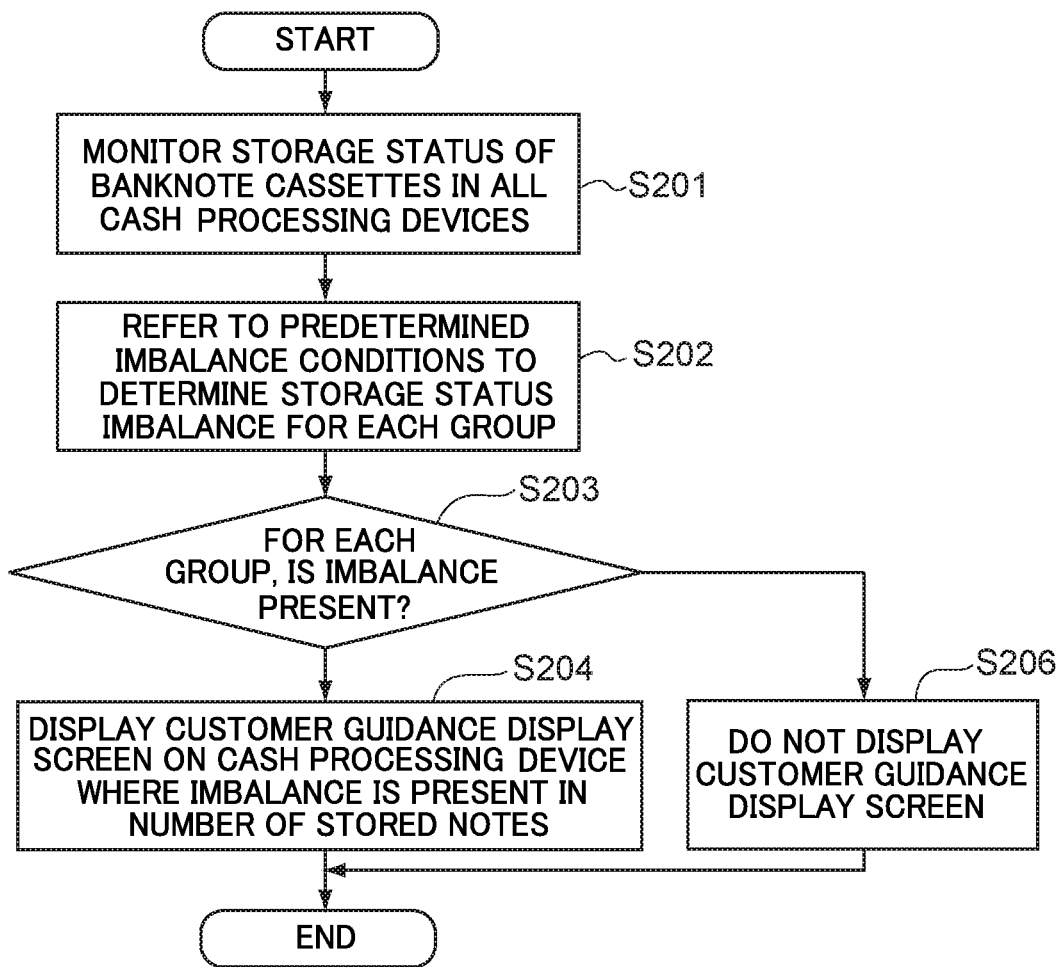 START
MONITOR STORAGE STATUS OF
BANKNOTE CASSETTES IN ALL
CASH PROCESSING DEVICES
S201
REFER TO PREDETERMINED
IMBALANCE CONDITIONS TO
DETERMINE STORAGE STATUS
IMBALANCE FOR EACH GROUP
S202
S203
FOR EACH
GROUP, IS IMBALANCE
PRESENT?
S204
DISPLAY CUSTOMER GUIDANCE DISPLAY
SCREEN ON CASH PROCESSING DEVICE
WHERE IMBALANCE IS PRESENT IN
NUMBER OF STORED NOTES
S206
DO NOT DISPLAY
CUSTOMER GUIDANCE
DISPLAY SCREEN
END